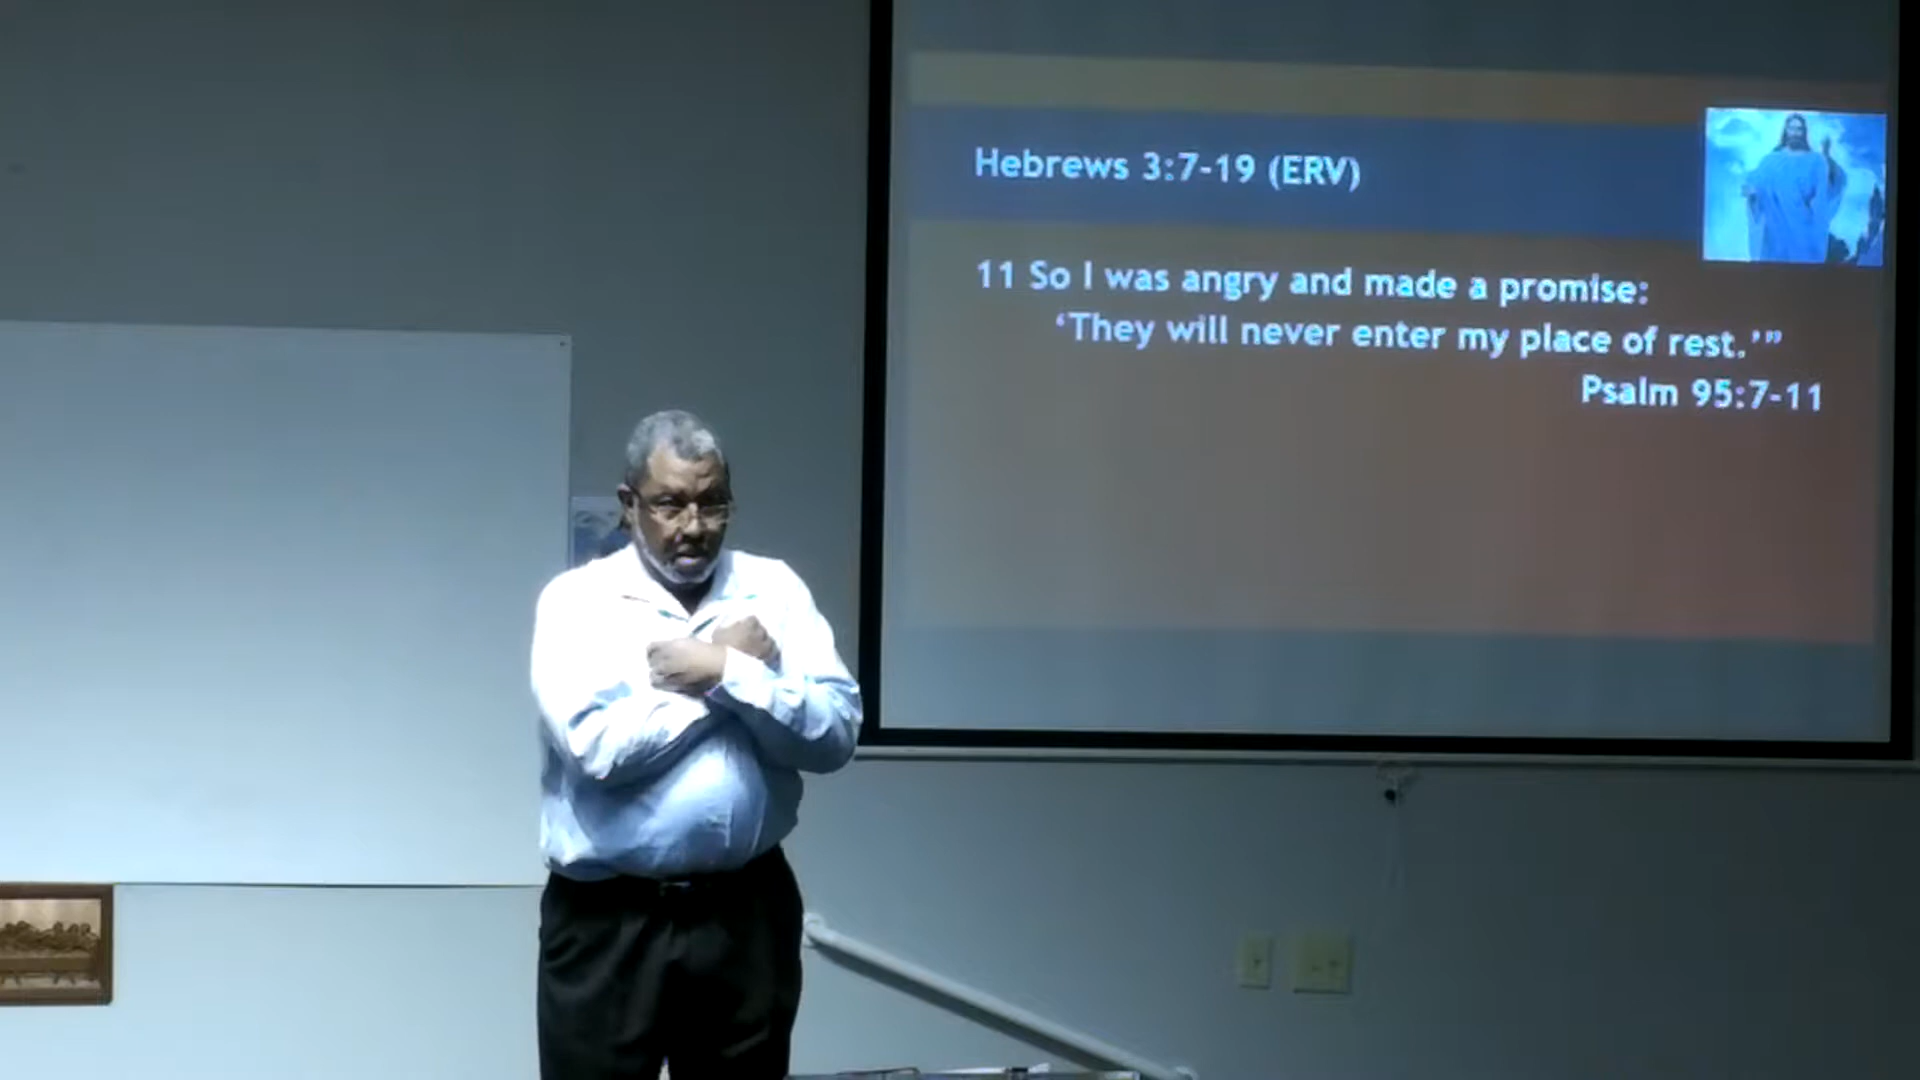 Hebrews 3:7-19 (ERV)
11 So I was angry and made a promise:
‘They will never enter my place of rest.’”
Psalm 95:7-11